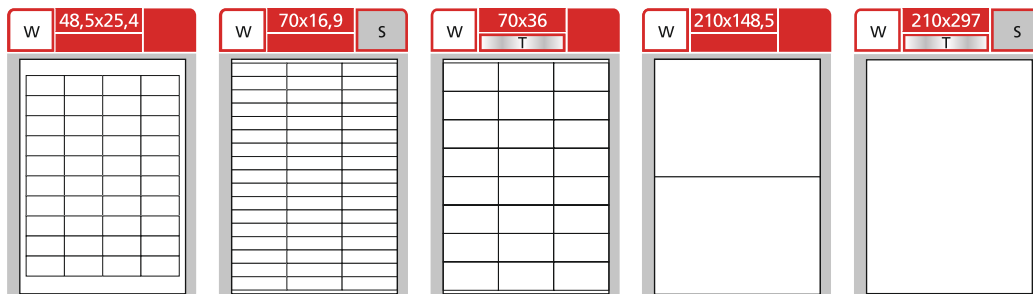 W 48,5x25,4
W 70x16,9 S
W 70x36
T
W 210x148,5
W 210x297 S
T